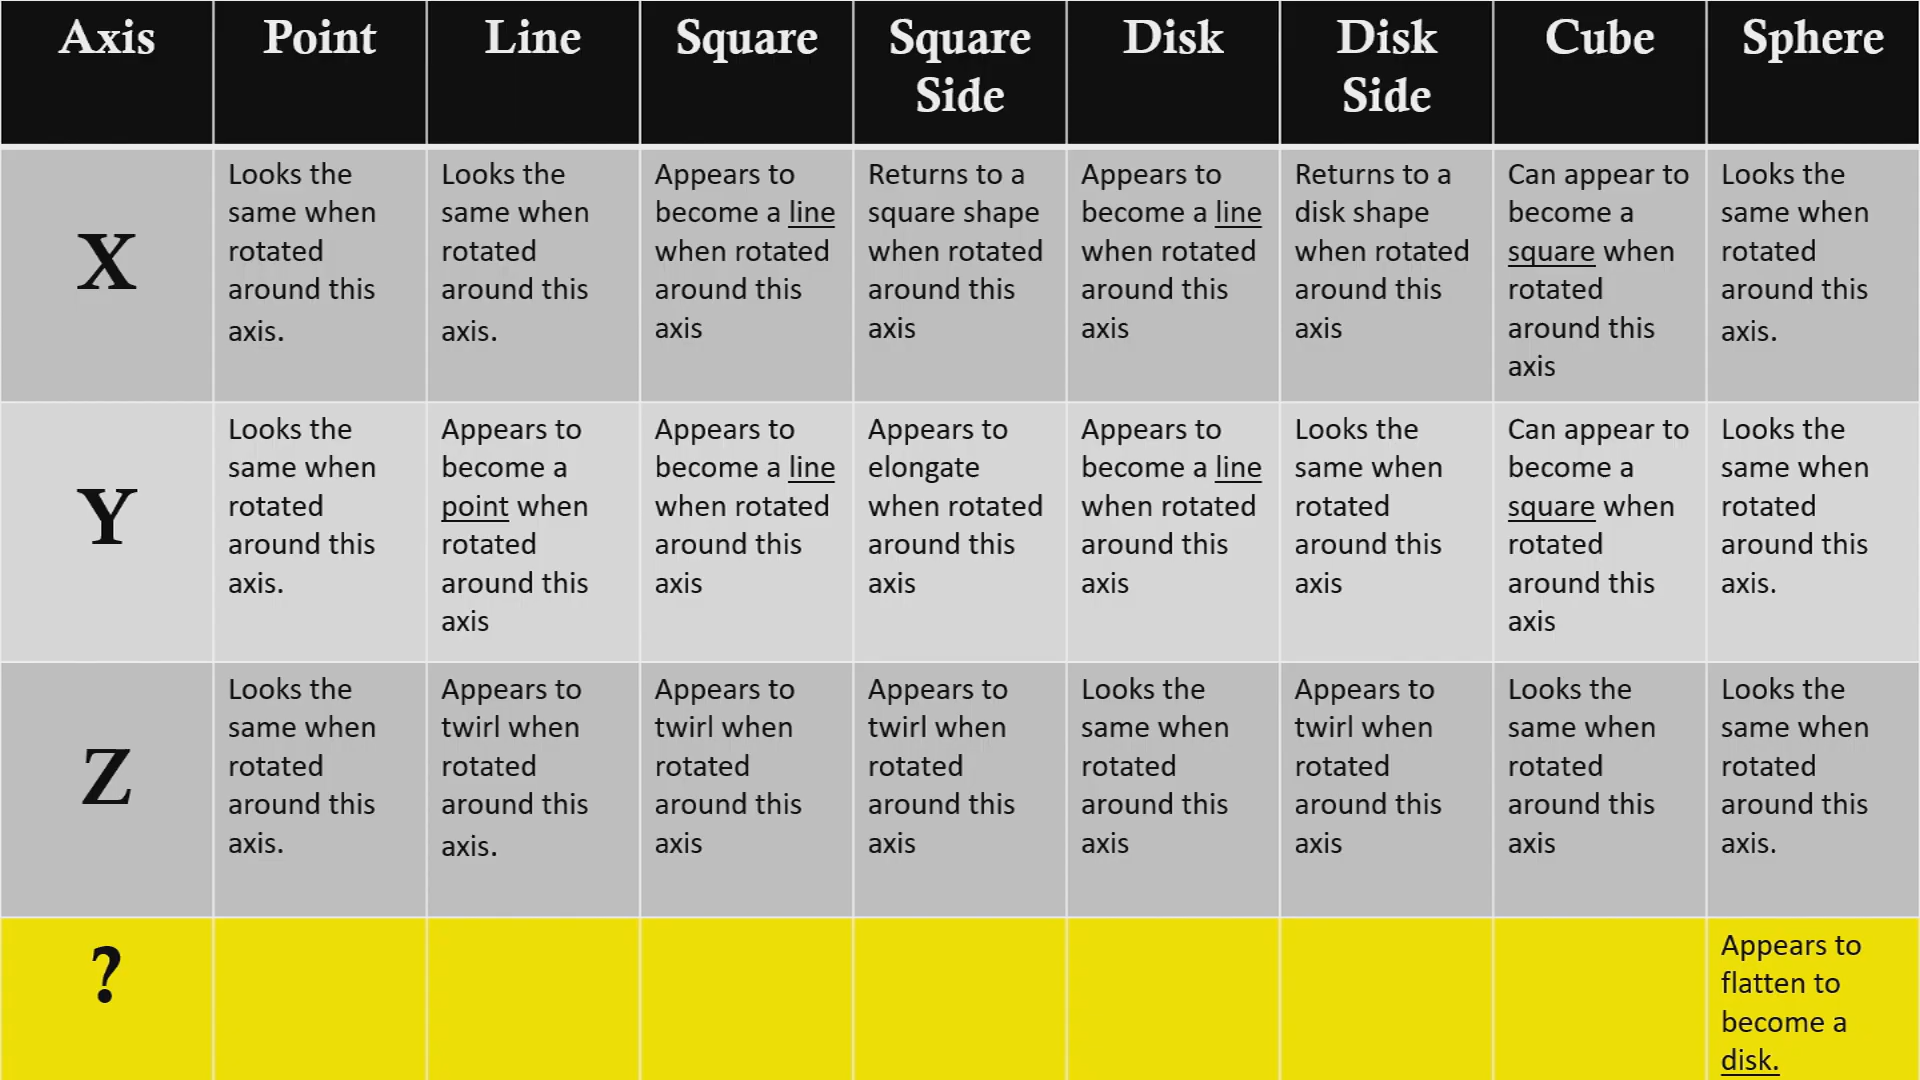 Axis
Point
Line
Square
Square
Side
Disk
Disk
Side
Cube
Sphere
X
Looks the
same when
rotated
around this
axis.
Looks the
same when
rotated
around this
axis.
Appears to
become a line
when rotated
around this
axis
Returns to a
square shape
when rotated
around this
axis
Appears to
become a line
when rotated
around this
axis
Returns to a
disk shape
when rotated
around this
axis
Can appear to
become a
square when
rotated
around this
axis
Looks the
same when
rotated
around this
axis.
Y
Looks the
same when
rotated
around this
axis.
Appears to
become a
point when
rotated
around this
axis
Appears to
become a line
when rotated
around this
axis
Appears to
elongate
when rotated
around this
axis
Appears to
become a line
when rotated
around this
axis
Looks the
same when
rotated
around this
axis
Can appear to
become a
square when
rotated
around this
axis
Looks the
same when
rotated
around this
axis.
Z
Looks the
same when
rotated
around this
axis.
Appears to
twirl when
rotated
around this
axis.
Appears to
twirl when
rotated
around this
axis
Appears to
twirl when
rotated
around this
axis
Looks the
same when
rotated
around this
axis
Appears to
twirl when
rotated
around this
axis
Looks the
same when
rotated
around this
axis
Looks the
same when
rotated
around this
axis.
?
Appears to
flatten to
become a
disk.